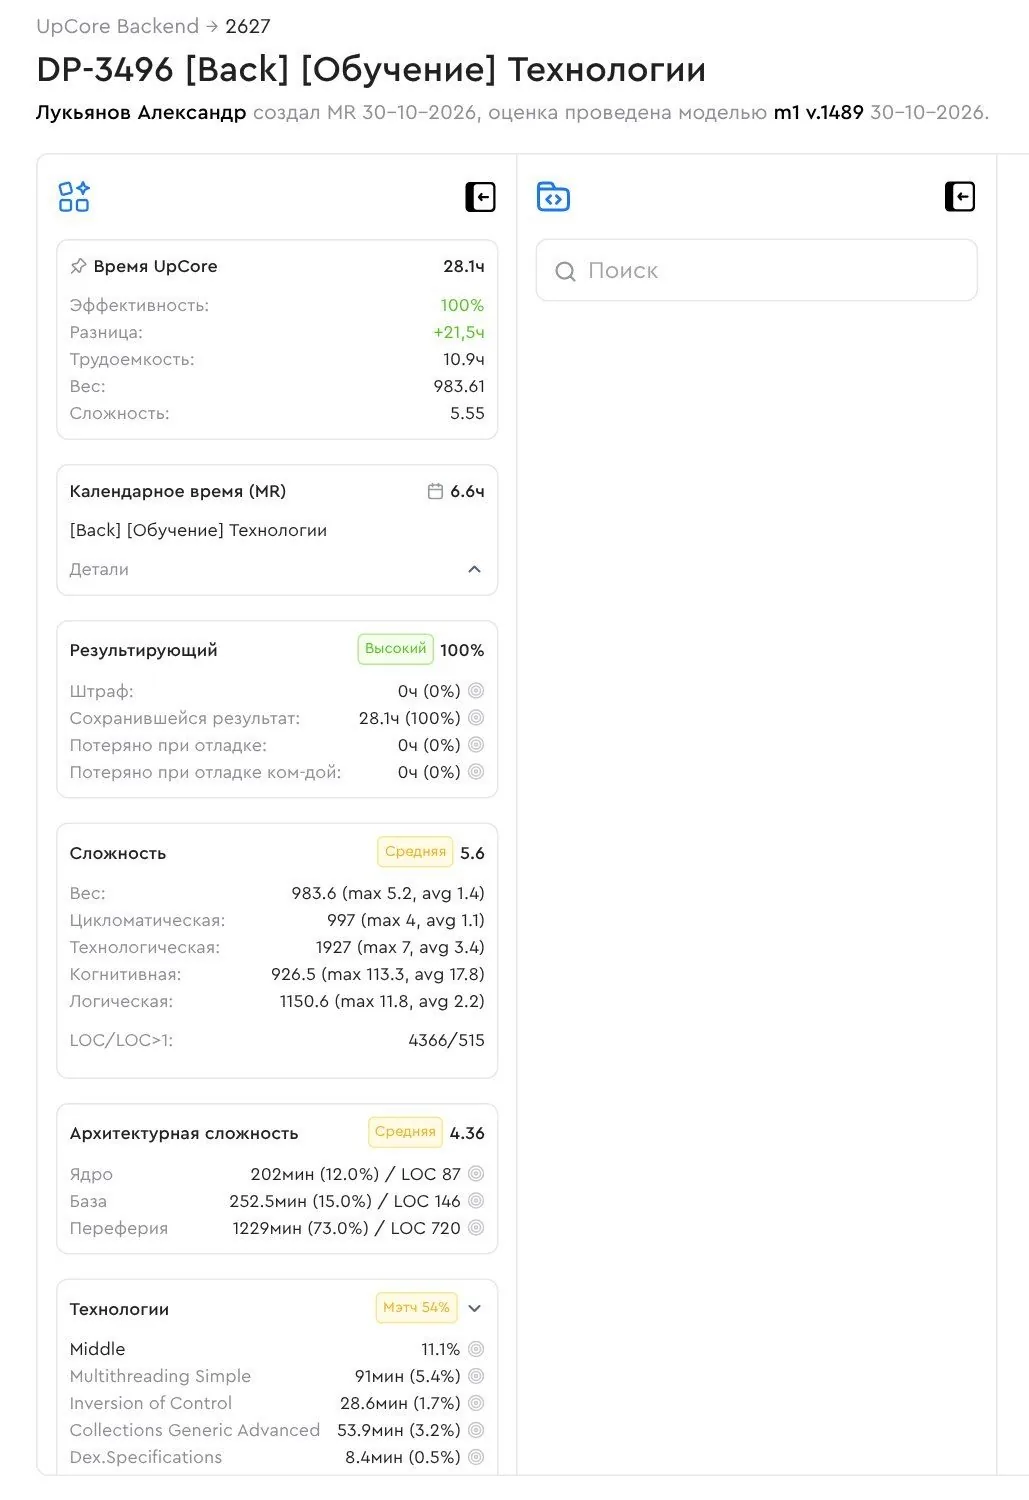 UpCore Backend → 2627
DP-3496 [Back] [Обучение] Технологии
Лукьянов Александр создал MR 30-10-2026, оценка проведена моделью m1 v.1489 30-10-2026.
Поиск
Время UpCore 28.1ч
Эффективность: 100%
Разница: +21,5ч
Трудоемкость: 10.9ч
Вес: 983.61
Сложность: 5.55
Календарное время (MR) 6.6ч
[Back] [Обучение] Технологии
Детали
Результирующий Высокий 100%
Штраф: 0ч (0%)
Сохранившейся результат: 28.1ч (100%)
Потеряно при отладке: 0ч (0%)
Потеряно при отладке ком-дой: 0ч (0%)
Сложность Средняя 5.6
Вес: 983.6 (max 5.2, avg 1.4)
Цикломатическая: 997 (max 4, avg 1.1)
Технологическая: 1927 (max 7, avg 3.4)
Когнитивная: 926.5 (max 113.3, avg 17.8)
Логическая: 1150.6 (max 11.8, avg 2.2)
LOC/LOC>1: 4366/515
Архитектурная сложность Средняя 4.36
Ядро 202мин (12.0%) / LOC 87
База 252.5мин (15.0%) / LOC 146
Переферия 1229мин (73.0%) / LOC 720
Технологии Мэтч 54%
Middle 11.1%
Multithreading Simple 91мин (5.4%)
Inversion of Control 28.6мин (1.7%)
Collections Generic Advanced 53.9мин (3.2%)
Dex.Specifications 8.4мин (0.5%)